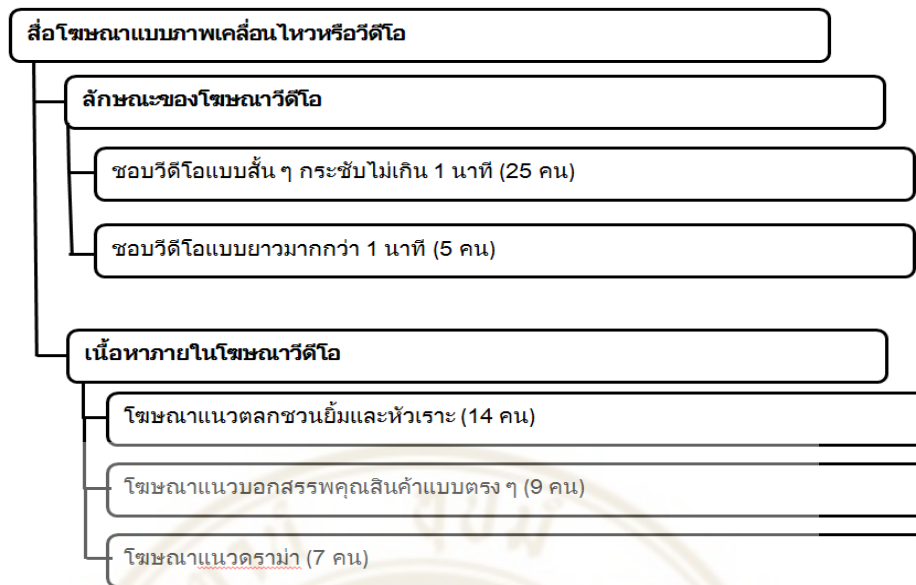 สื่อโฆษณาแบบภาพเคลื่อนไหวหรือวีดีโอ
ลักษณะของโฆษณาวีดีโอ
ชอบวีดีโอแบบสั้น ๆ กระชับไม่เกิน 1 นาที (25 คน)
ชอบวีดีโอแบบยาวมากกว่า 1 นาที (5 คน)
เนื้อหาภายในโฆษณาวีดีโอ
โฆษณาแนวตลกชวนยิ้มและหัวเราะ (14 คน)
โฆษณาแนวบอกสรรพคุณสินค้าแบบตรง ๆ (9 คน)
โฆษณาแนวดราม่า (7 คน)